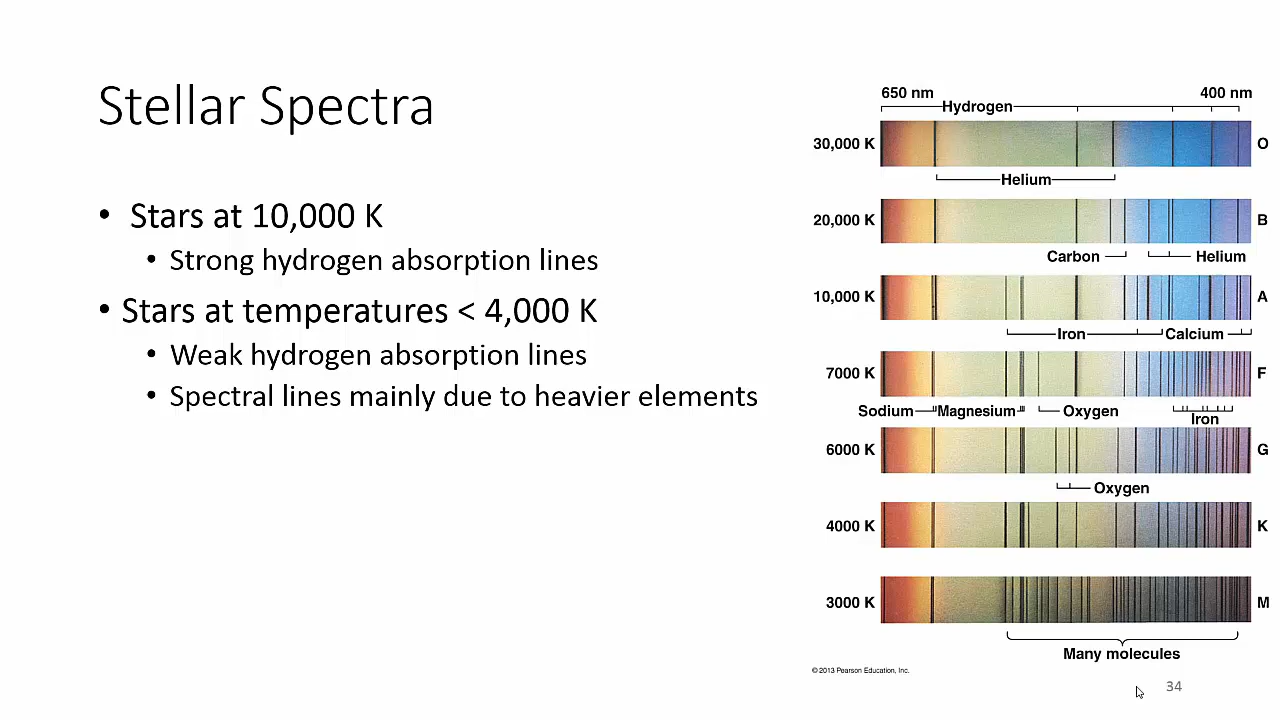 Stellar Spectra
• Stars at 10,000 K
• Strong hydrogen absorption lines
• Stars at temperatures < 4,000 K
• Weak hydrogen absorption lines
• Spectral lines mainly due to heavier elements
650 nm 400 nm
Hydrogen
30,000 K O
Helium
20,000 K B
Carbon Helium
10,000 K A
Iron Calcium
7000 K F
Sodium Magnesium Oxygen Iron
6000 K G
Oxygen
4000 K K
3000 K M
Many molecules
© 2013 Pearson Education, Inc.
34